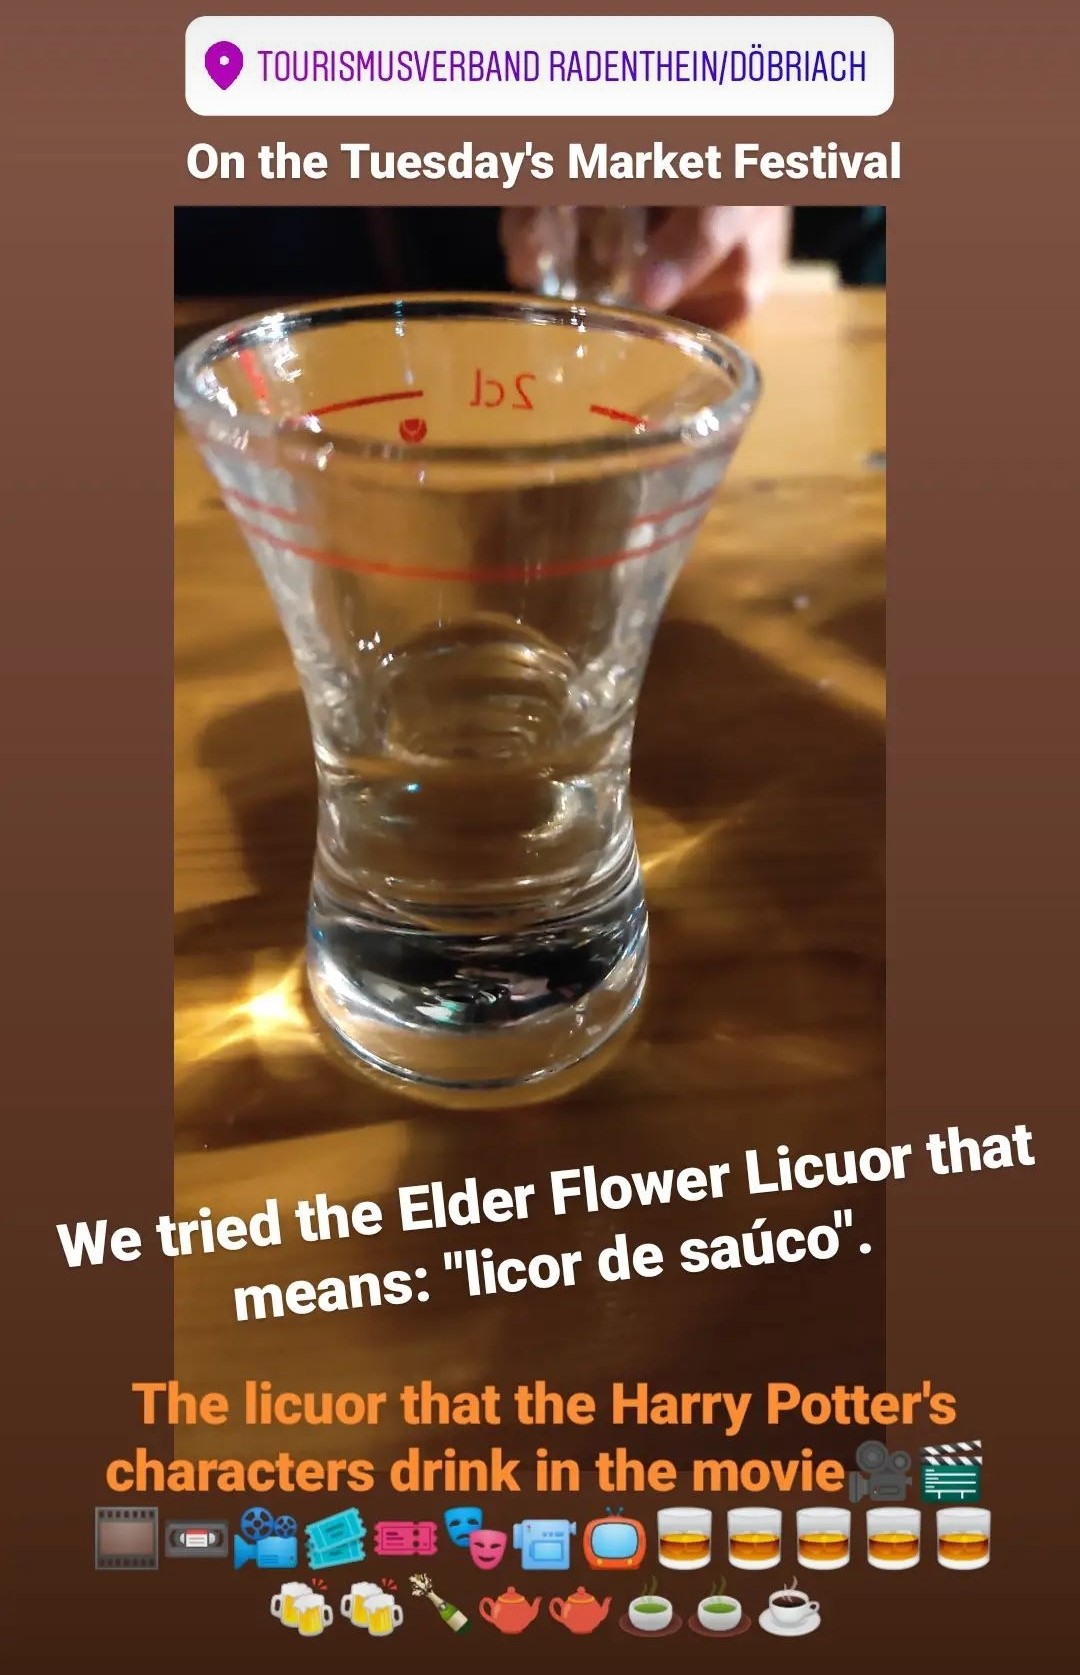 TOURISMUSVERBAND RADENTHEIN/DÖBRIACH
On the Tuesday's Market Festival
2cl
We tried the Elder Flower Licuor that
means: "licor de saúco".
The licuor that the Harry Potter's
characters drink in the movie